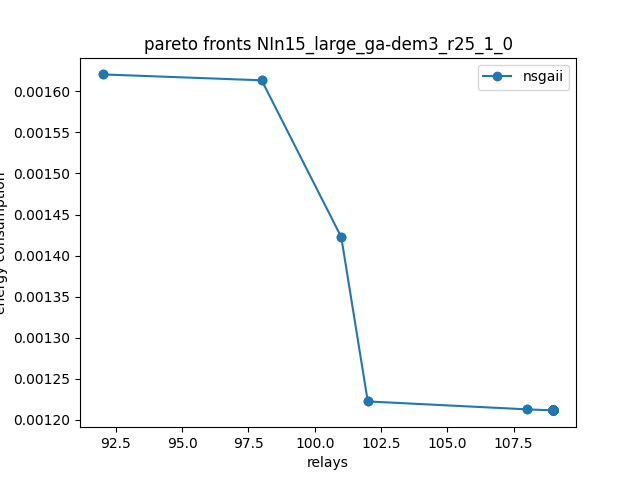 pareto fronts NIn15_large_ga-dem3_r25_1_0
nsgaii
0.00160
0.00155
0.00150
0.00145
0.00140
0.00135
0.00130
0.00125
0.00120
energy consumption
92.5 95.0 97.5 100.0 102.5 105.0 107.5
relays